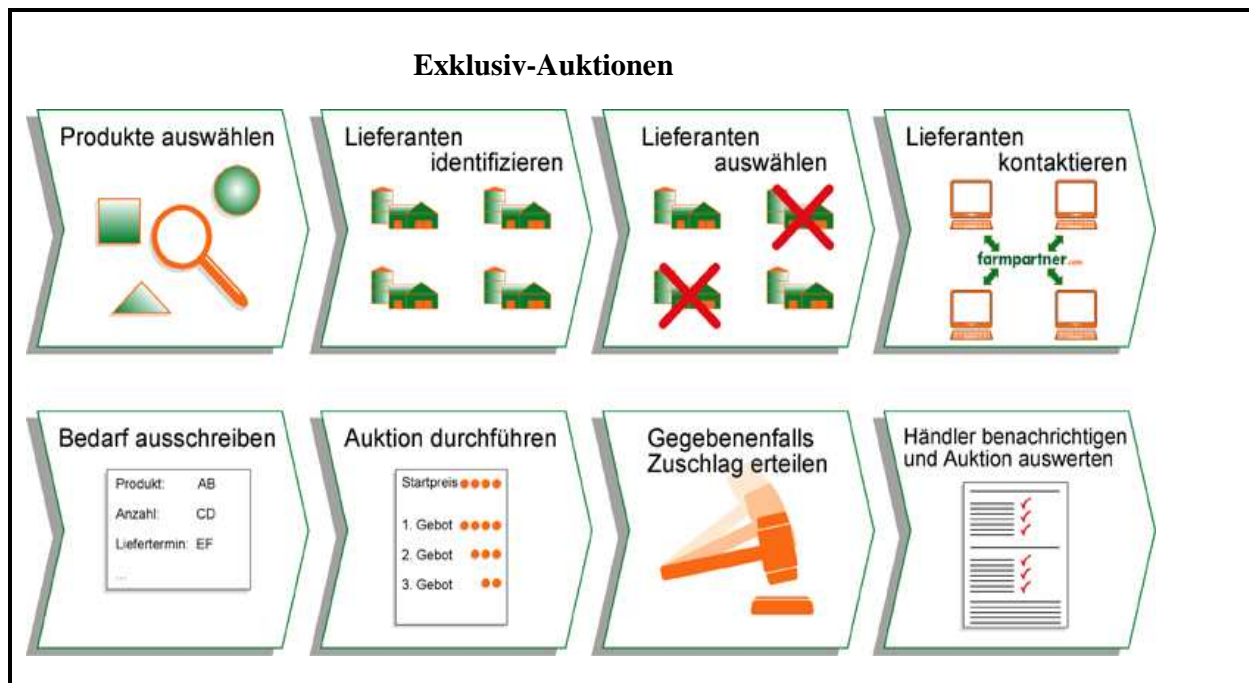 Exklusiv-Auktionen
Produkte auswählen
Lieferanten
identifizieren
Lieferanten
auswählen
Lieferanten
kontaktieren
farmpartner.com
Bedarf ausschreiben
Produkt: AB
Anzahl: CD
Liefertermin: EF
...
Auktion durchführen
Startpreis
1. Gebot
2. Gebot
3. Gebot
Gegebenenfalls
Zuschlag erteilen
Händler benachrichtigen
und Auktion auswerten